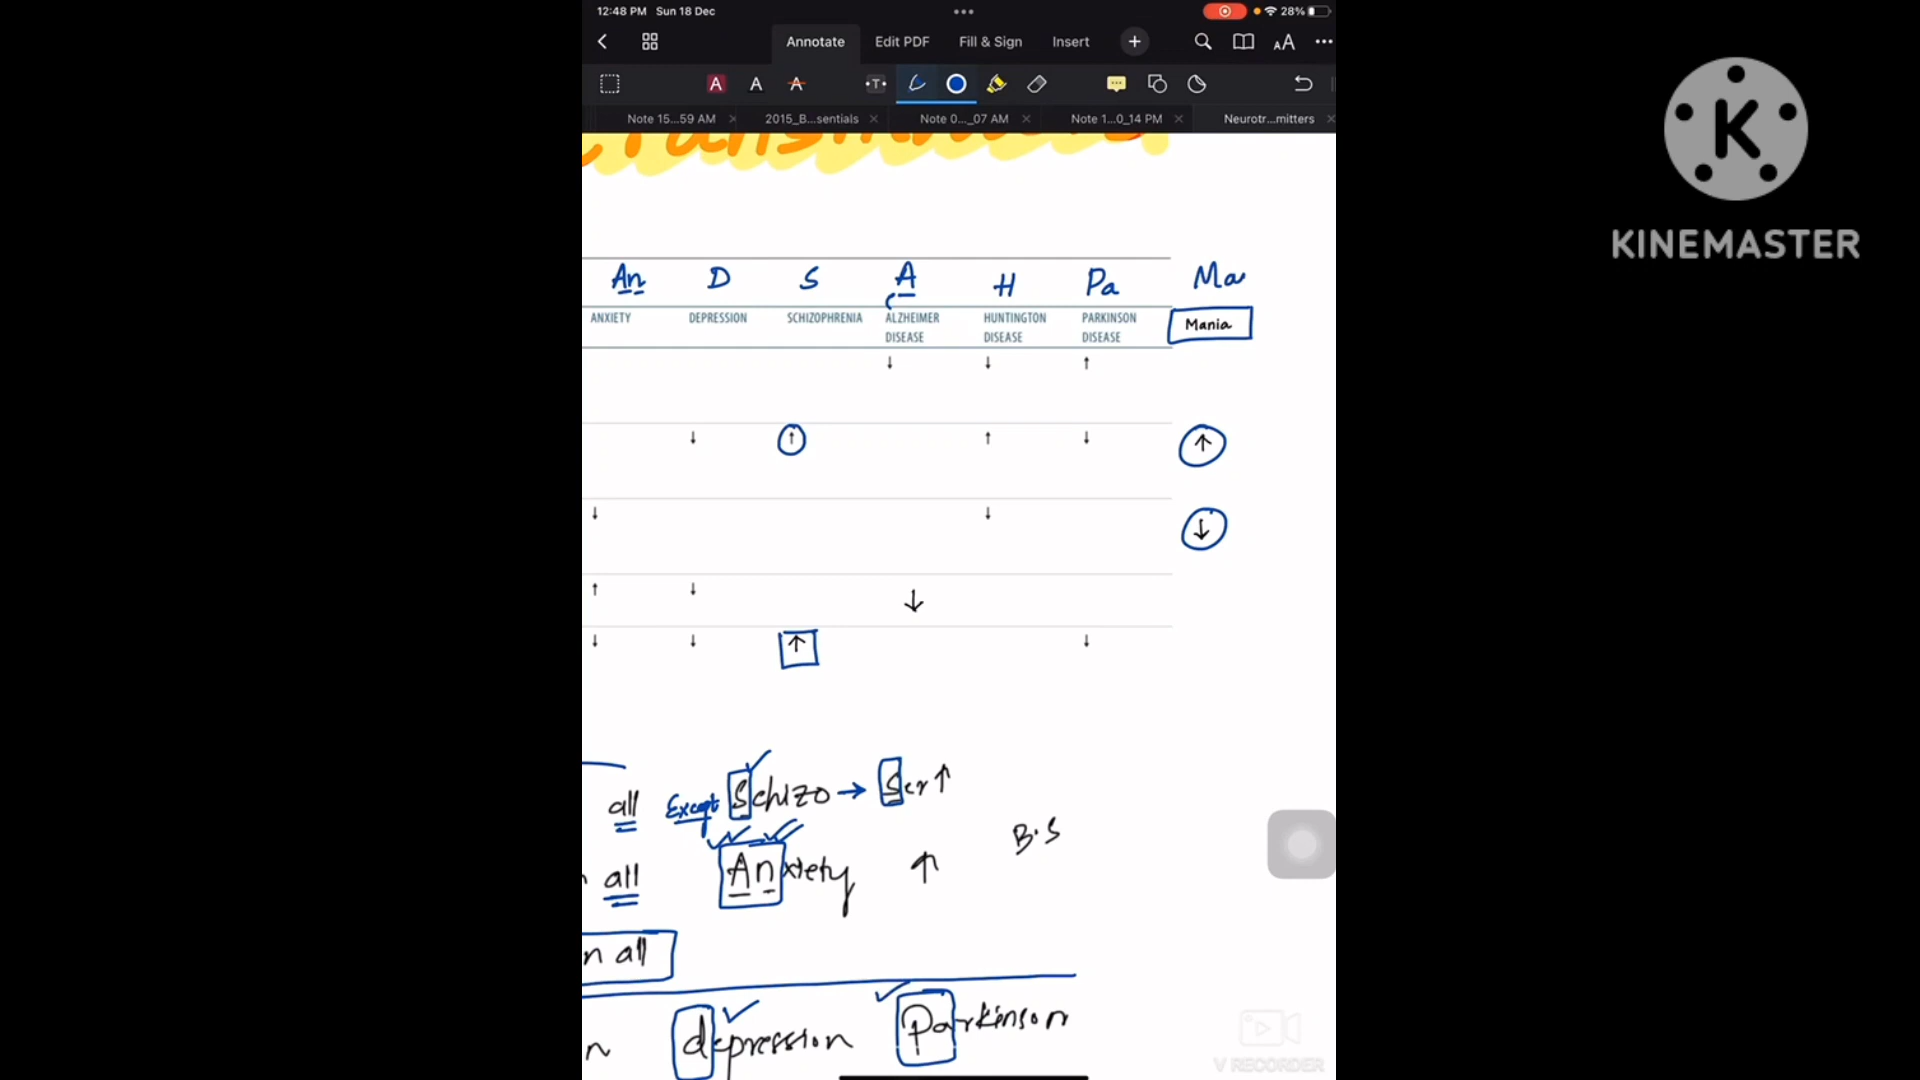 12:48 PM Sun 18 Dec 28%
Annotate Edit PDF Fill & Sign Insert
Note 15...59 AM 2015_B...sentials Note 0..._07 AM Note 1...0_14 PM Neurotr...mitters
KINEMASTER
An D S A H Pa Ma
ANXIETY DEPRESSION SCHIZOPHRENIA ALZHEIMER DISEASE HUNTINGTON DISEASE PARKINSON DISEASE Mania
↓ ↓ ↑
↓ ↑ ↑ ↓ ↑
↓ ↓ ↓
↑ ↓ ↓
↓ ↓ ↑ ↓
all Except Schizo → Ser↑
B.S
all Anxiety ↑
n all
n depression Parkinson
V RECORDER